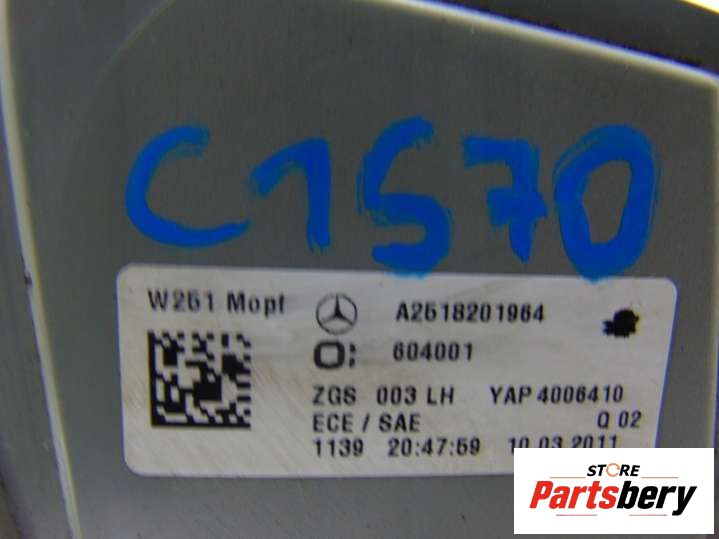 C1570
W251 Mopf A2518201964
O: 604001
ZGS 003 LH YAP 4006410
ECE / SAE Q 02
1139 20:47:59 10.03.2011
STORE
Partsbery